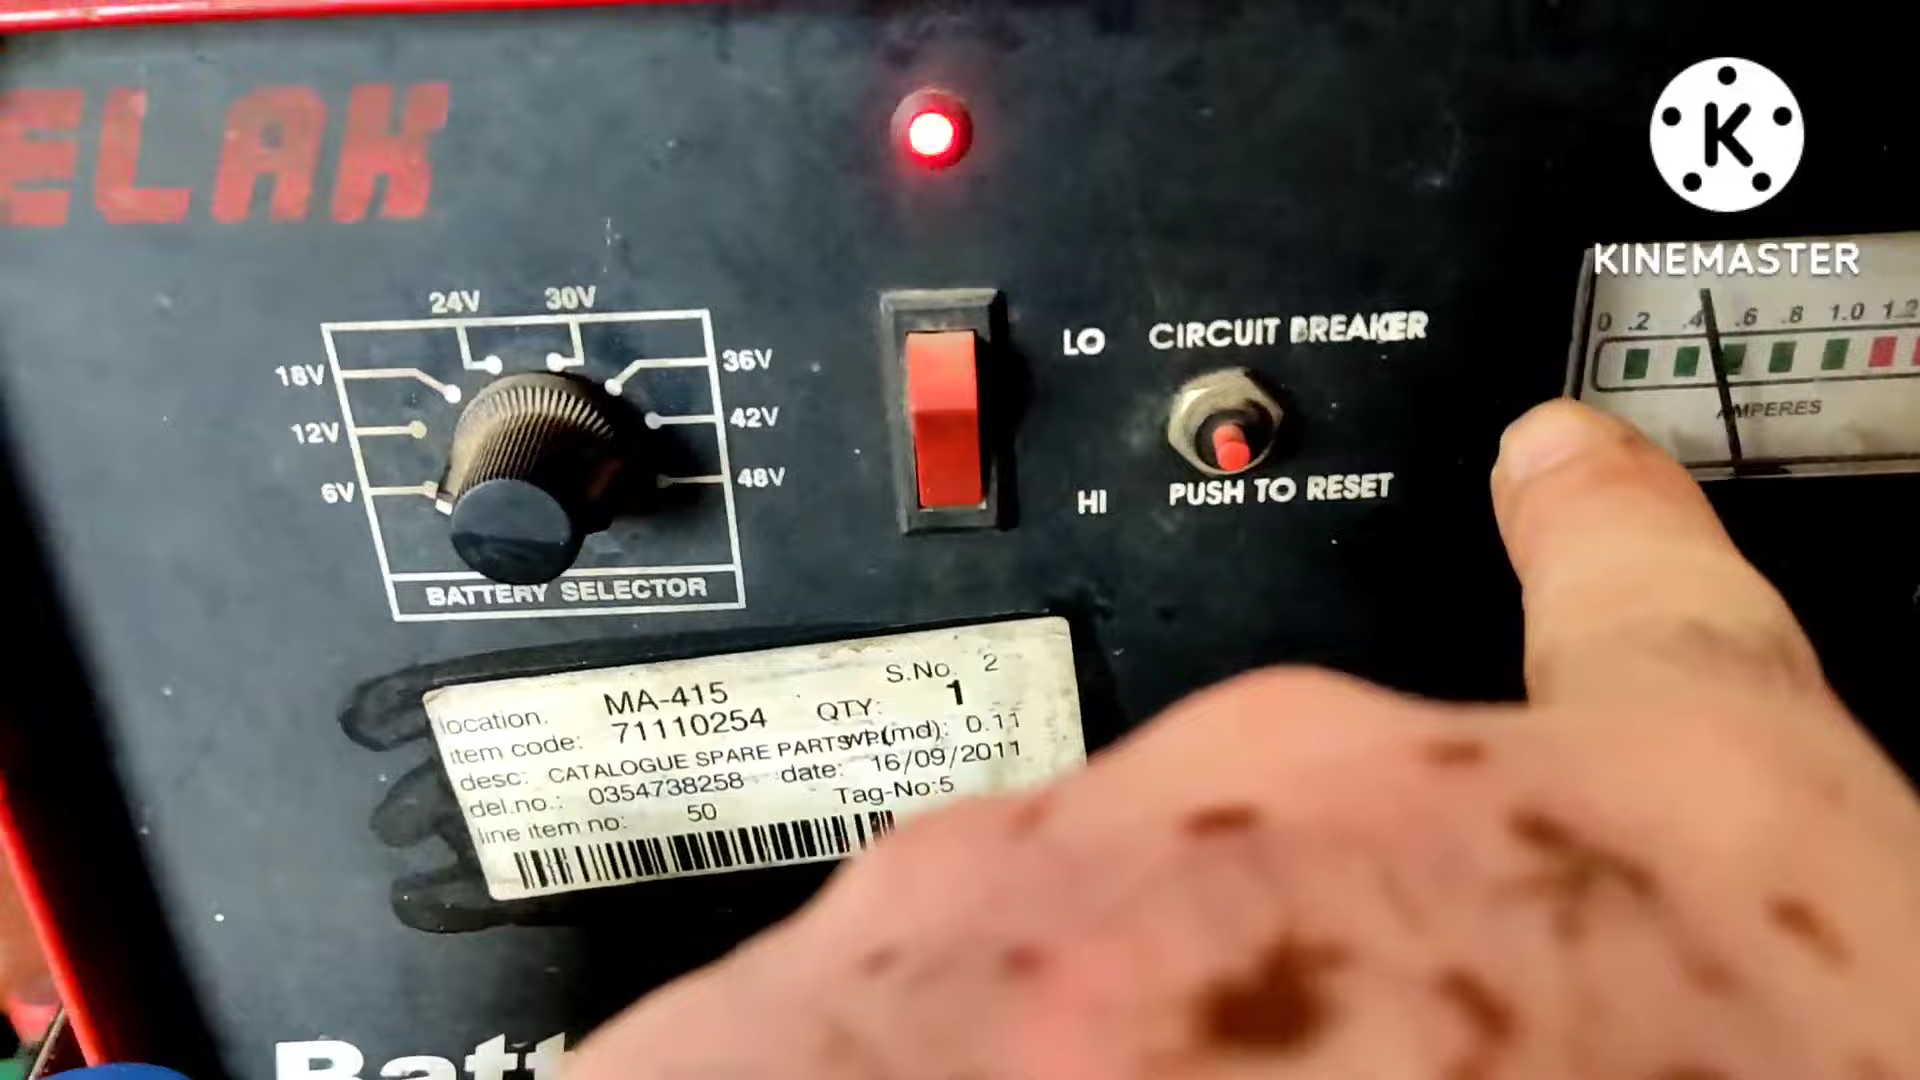 ELAK
K
KINEMASTER
24V 30V
18V 36V
12V 42V
6V 48V
BATTERY SELECTOR
LO
HI
CIRCUIT BREAKER
PUSH TO RESET
0 .2 .4 .6 .8 1.0 1.2
AMPERES
S.No. 2
location. MA-415 QTY: 1
item code: 71110254
desc: CATALOGUE SPARE PARTS (md): 0.11
del.no.: 0354738258 date: 16/09/2011
line item no: 50 Tag-No:5
Batt